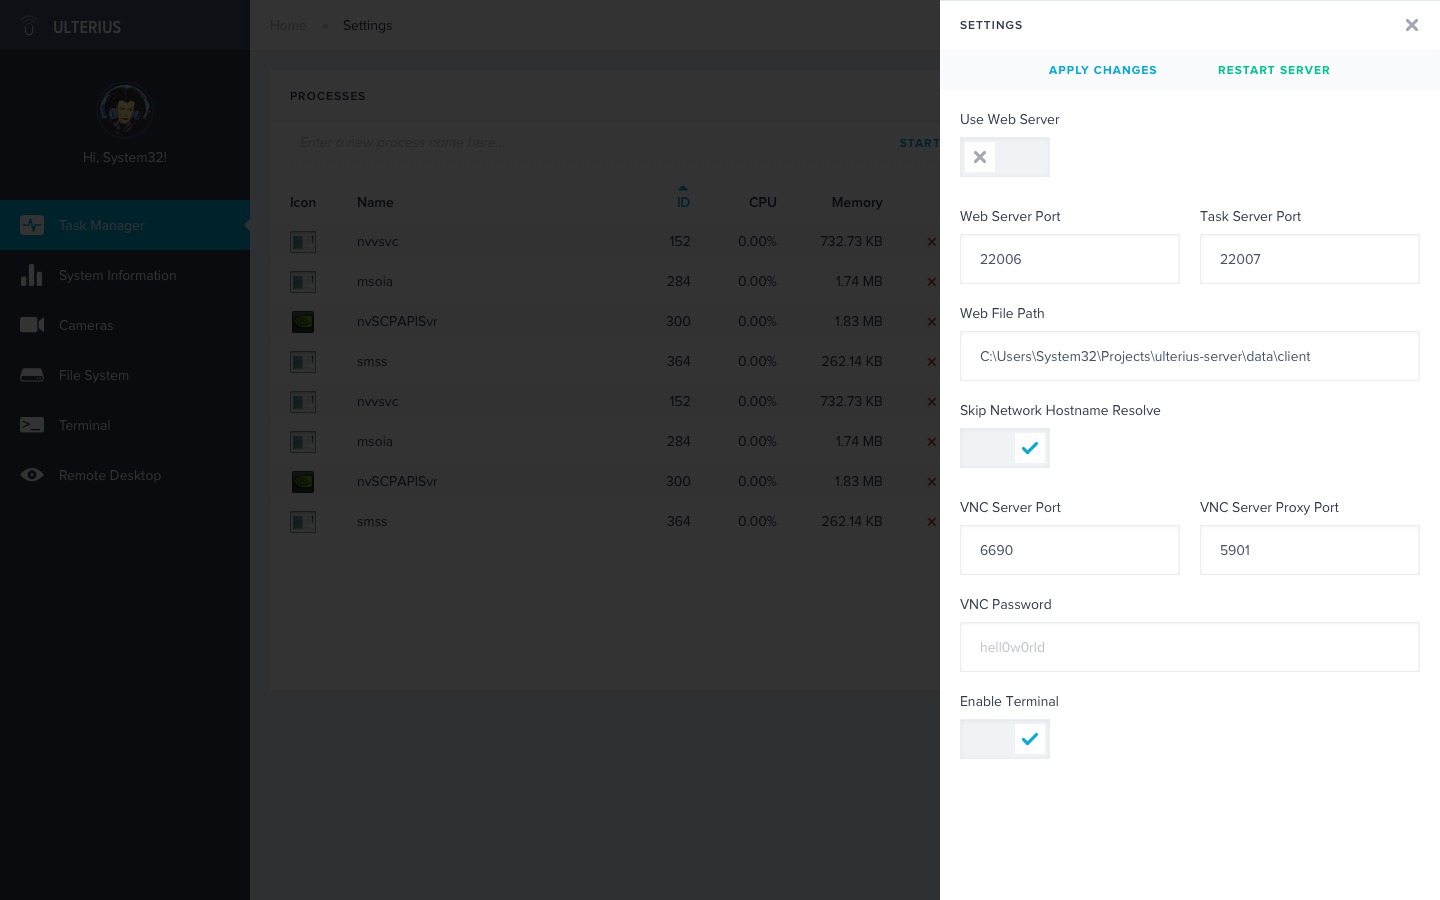 ULTERIUS
Hi, System32!
Task Manager
System Information
Cameras
File System
Terminal
Remote Desktop
Home • Settings
PROCESSES
Enter a new process name here...
START
Icon Name ID CPU Memory
nvvsvc 152 0.00% 732.73 KB
msoia 284 0.00% 1.74 MB
nvSCPAPISvr 300 0.00% 1.83 MB
smss 364 0.00% 262.14 KB
nvvsvc 152 0.00% 732.73 KB
msoia 284 0.00% 1.74 MB
nvSCPAPISvr 300 0.00% 1.83 MB
smss 364 0.00% 262.14 KB
SETTINGS
APPLY CHANGES RESTART SERVER
Use Web Server
Web Server Port Task Server Port
22006 22007
Web File Path
C:\Users\System32\Projects\ulterius-server\data\client
Skip Network Hostname Resolve
VNC Server Port VNC Server Proxy Port
6690 5901
VNC Password
hell0w0rld
Enable Terminal